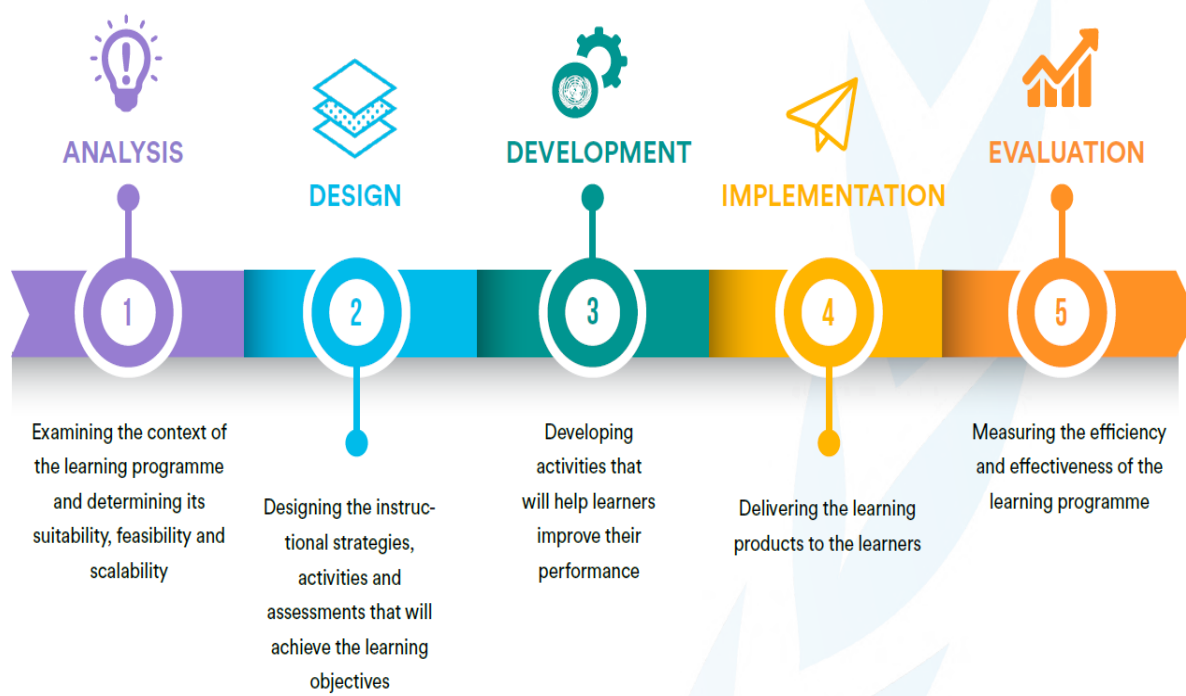 ANALYSIS
DESIGN
DEVELOPMENT
IMPLEMENTATION
EVALUATION
1
2
3
4
5
Examining the context of
the learning programme
and determining its
suitability, feasibility and
scalability
Designing the instruc-
tional strategies,
activities and
assessments that will
achieve the learning
objectives
Developing
activities that
will help learners
improve their
performance
Delivering the learning
products to the learners
Measuring the efficiency
and effectiveness of the
learning programme